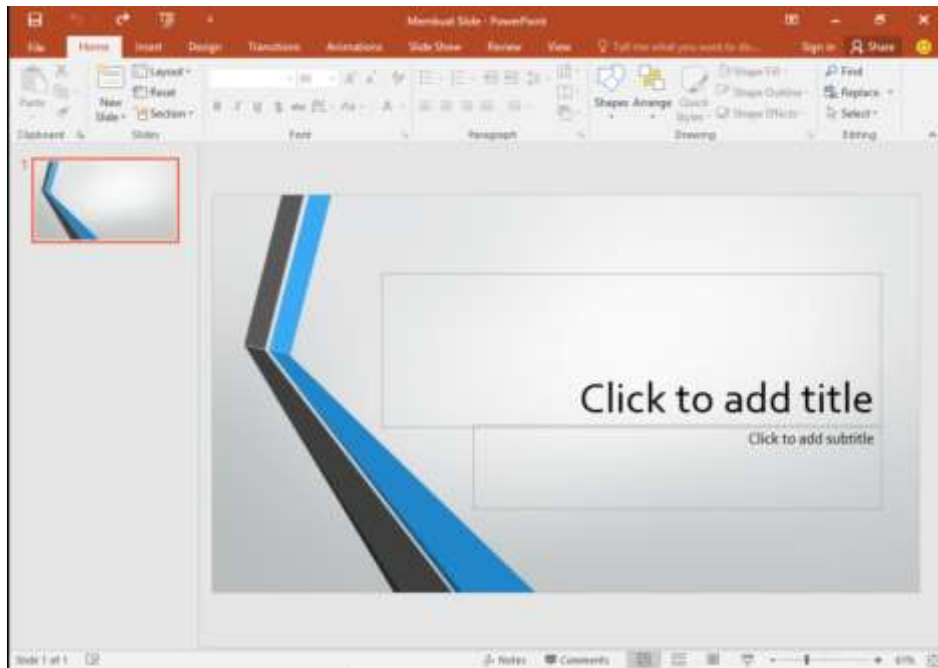 Membuat Slide - PowerPoint
File Home Insert Design Transitions Animations Slide Show Review View Tell me what you want to do... Sign in Share
Paste
New
Slide
Layout
Reset
Section
Shapes Arrange Quick
Styles
Shape Fill
Shape Outline
Shape Effects
Find
Replace
Select
Clipboard Slides Font Paragraph Drawing Editing
1
Click to add title
Click to add subtitle
Slide 1 of 1 Notes Comments